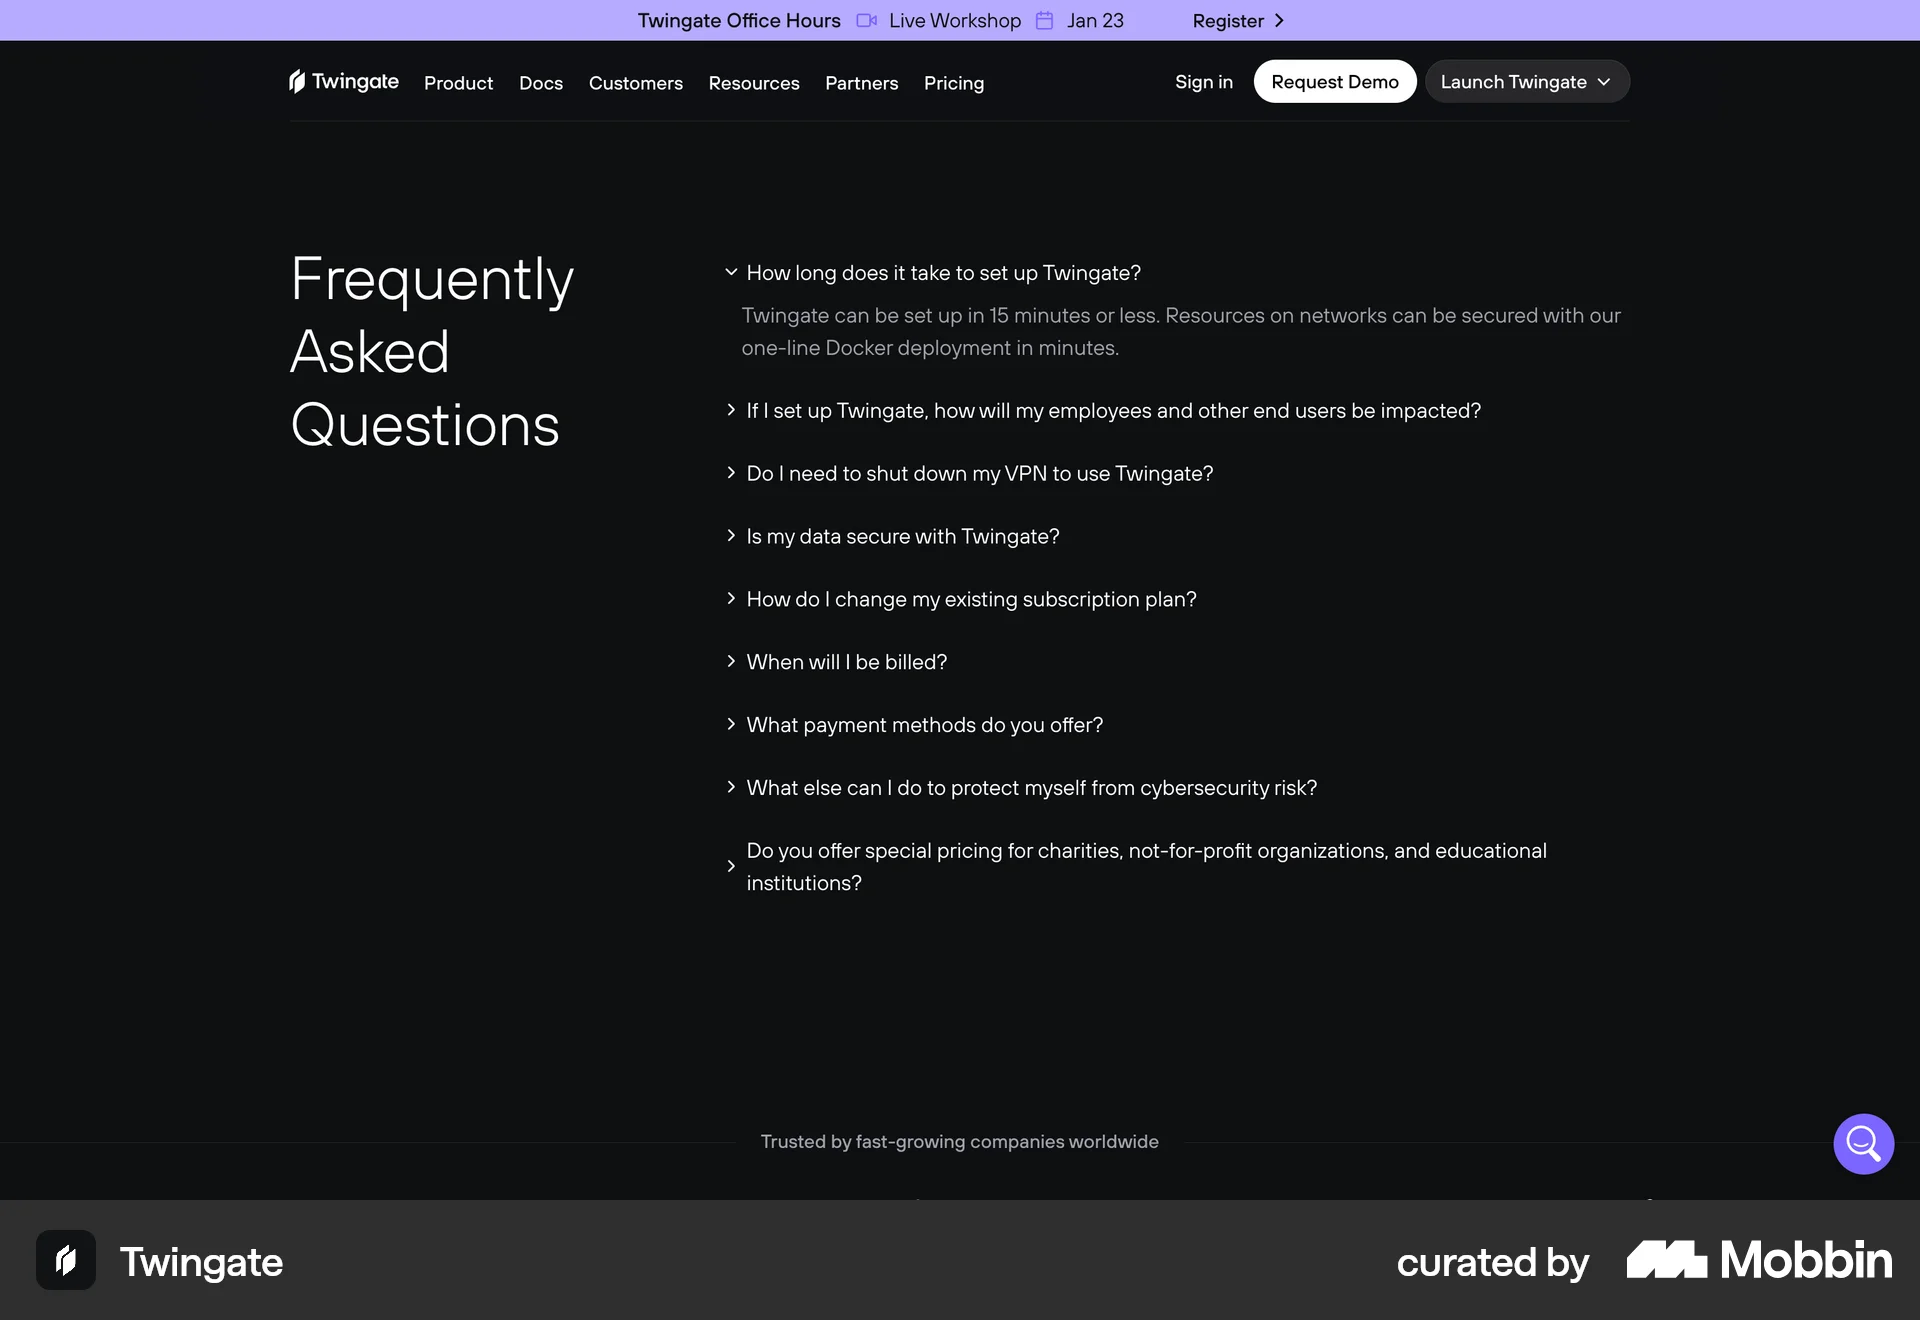 Twingate Office Hours Live Workshop Jan 23 Register
Twingate Product Docs Customers Resources Partners Pricing Sign in Request Demo Launch Twingate
Frequently
Asked
Questions
How long does it take to set up Twingate?
Twingate can be set up in 15 minutes or less. Resources on networks can be secured with our
one-line Docker deployment in minutes.
If I set up Twingate, how will my employees and other end users be impacted?
Do I need to shut down my VPN to use Twingate?
Is my data secure with Twingate?
How do I change my existing subscription plan?
When will I be billed?
What payment methods do you offer?
What else can I do to protect myself from cybersecurity risk?
Do you offer special pricing for charities, not-for-profit organizations, and educational
institutions?
Trusted by fast-growing companies worldwide
Twingate
curated by Mobbin